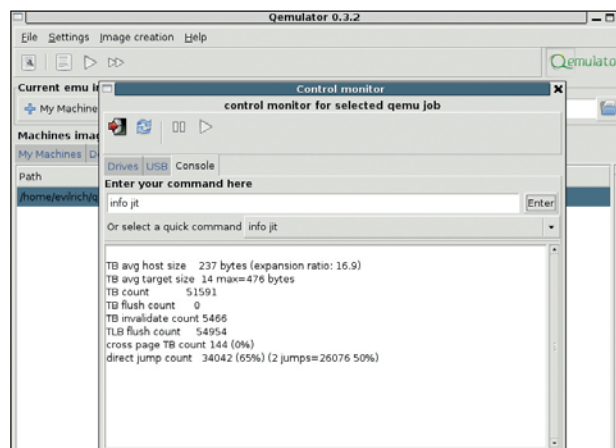 Qemulator 0.3.2
File Settings Image creation Help
Qemulato
Current emu i
My Machine
Machines imag
My Machines D
Path
/home/evilrich/q
Control monitor
control monitor for selected qemu job
Drives USB Console
Enter your command here
info jit
Enter
Or select a quick command info jit
TB avg host size 237 bytes (expansion ratio: 16.9)
TB avg target size 14 max=476 bytes
TB count 51591
TB flush count 0
TB invalidate count 5466
TLB flush count 54954
cross page TB count 144 (0%)
direct jump count 34042 (65%) (2 jumps=26076 50%)